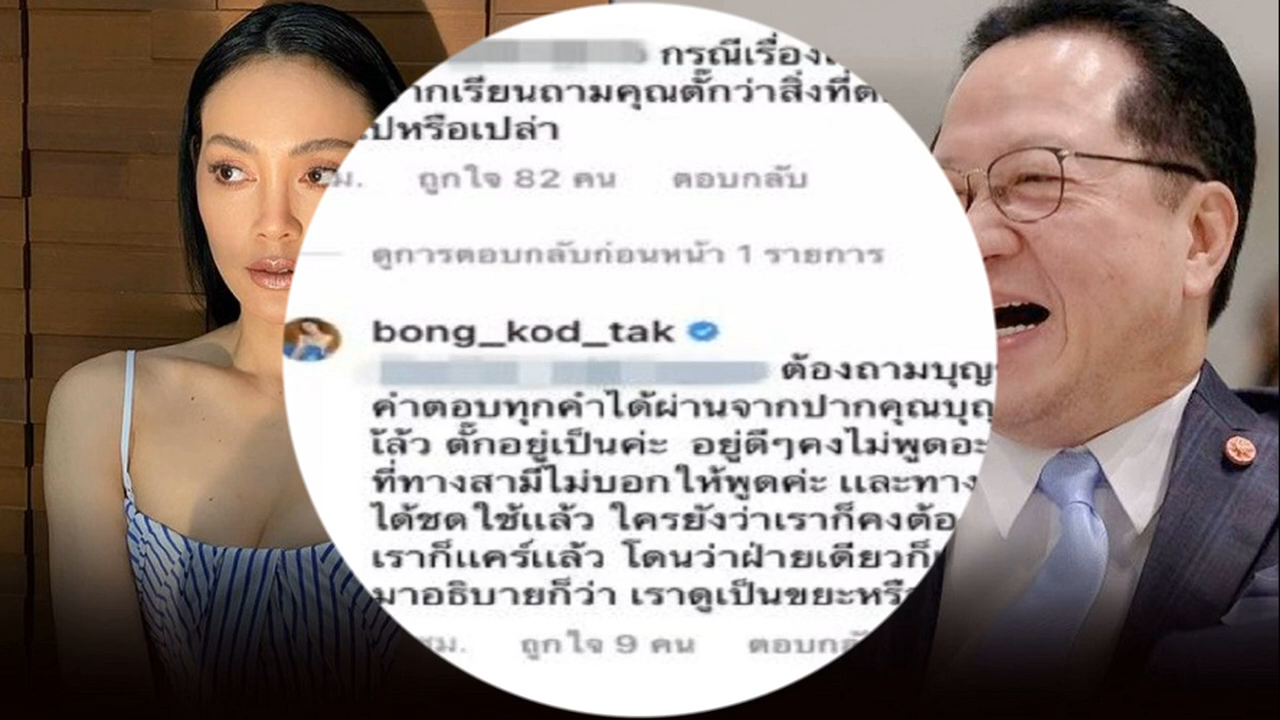 กรณีเรื่อง
เรียนถามคุณตั๊กว่าสิ่งที่
หรือเปล่า
ถูกใจ 82 คน ตอบกลับ
ดูการตอบกลับก่อนหน้า 1 รายการ
bong_kod_tak
ต้องถามบุญ
คำตอบทุกคำได้ผ่านจากปากคุณบุญ
เ้ล้ว ตั๊กอยู่เป็นค่ะ อยู่ดีๆคงไม่พูดอะ
ที่ทางสามีไม่บอกให้พูดค่ะ และทาง
ได้ชดใช้แล้ว ใครยังว่าเราก็คงต้อ
เราก็แคร์แล้ว โดนว่าฝ่ายเดียวก็
มาอธิบายก็ว่า เราดูเป็นขยะหรื
ถูกใจ 9 คน ตอบกลั